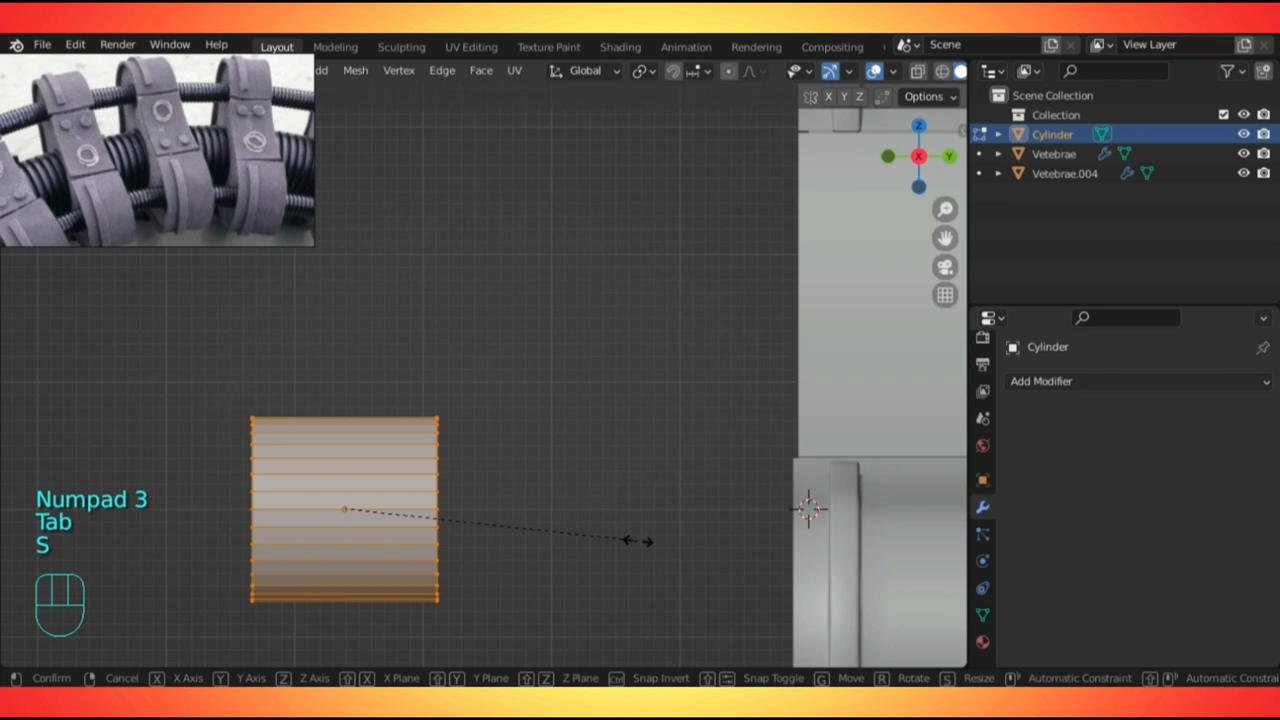 File Edit Render Window Help Layout Modeling Sculpting UV Editing Texture Paint Shading Animation Rendering Compositing Scene View Layer
dd Mesh Vertex Edge Face UV Global
X Y Z Options
Scene Collection
Collection
Cylinder
Vetebrae
Vetebrae.004
Z
X Y
Cylinder
Add Modifier
Numpad 3
Tab
S
Confirm Cancel X X Axis Y Y Axis Z Z Axis X X Plane Y Y Plane Z Z Plane Ctrl Snap Invert Snap Toggle G Move R Rotate S Resize Automatic Constraint Automatic Constrai